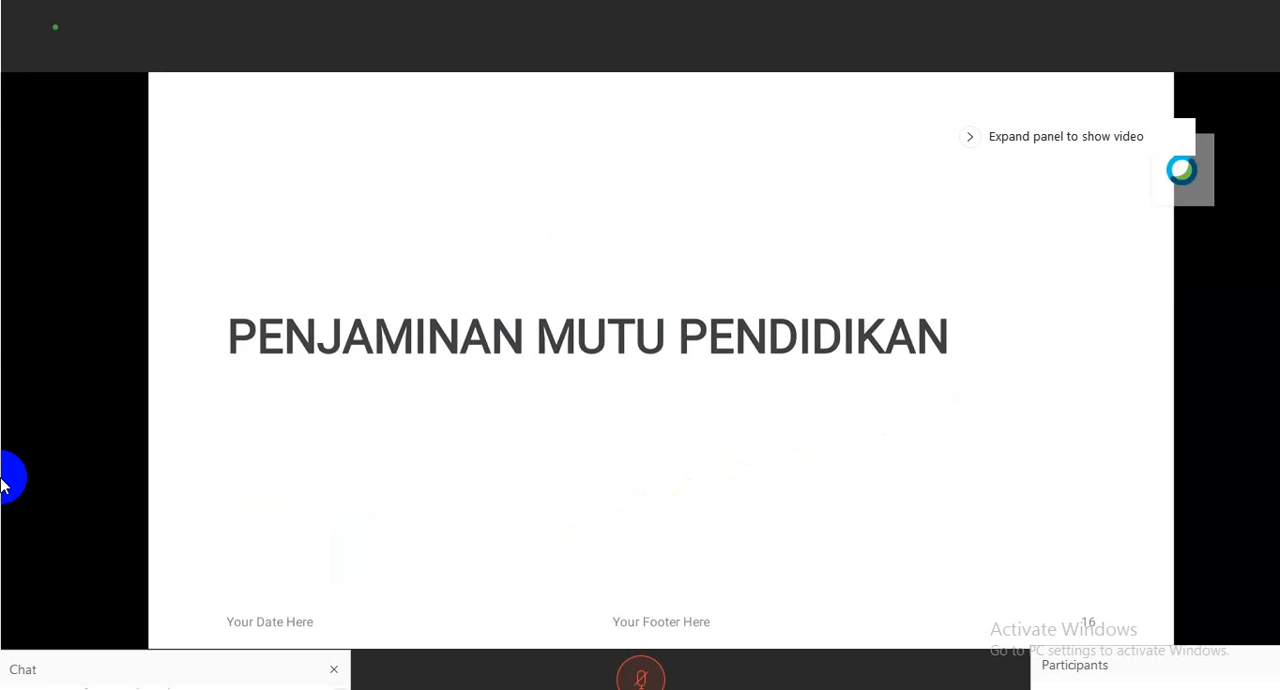 Expand panel to show video
PENJAMINAN MUTU PENDIDIKAN
Your Date Here
Your Footer Here
16
Activate Windows
Go to PC settings to activate Windows.
Chat
Participants